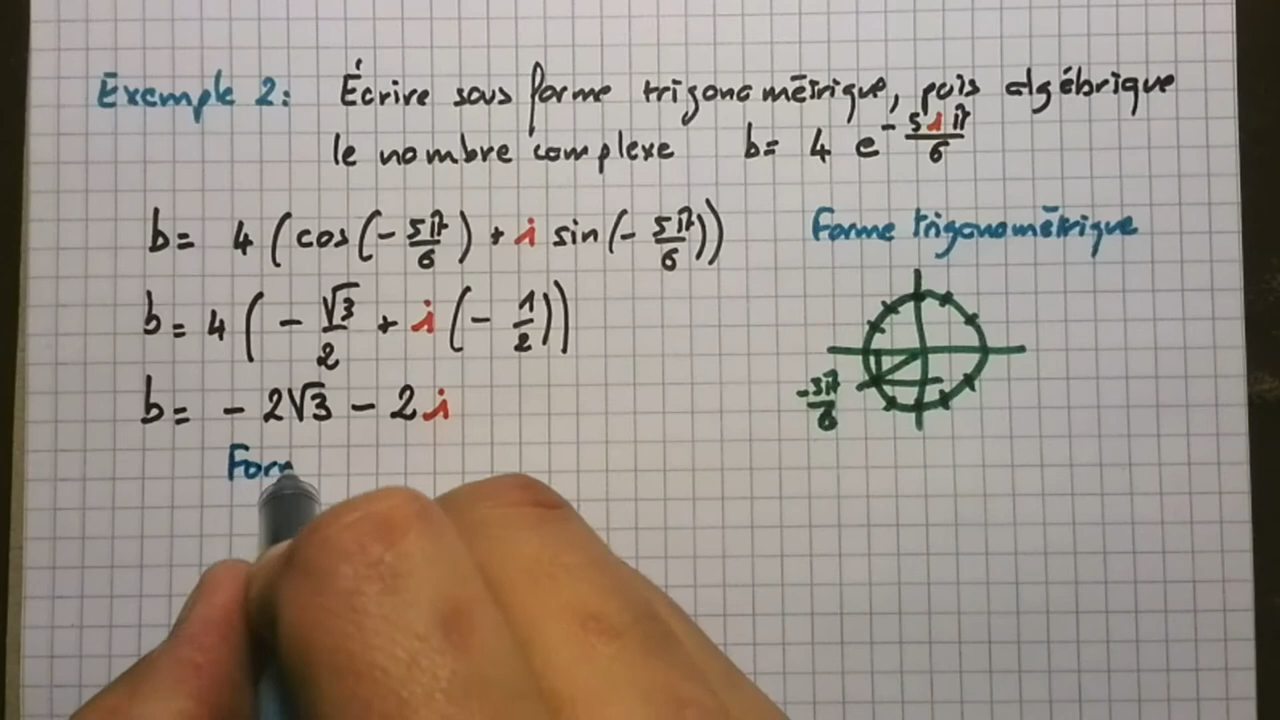 Exemple 2: Écrire sous forme trigonométrique, puis algébrique
le nombre complexe b = 4 e^(-5iπ/6)
b = 4 (cos(-5π/6) + i sin(-5π/6)) Forme trigonométrique
b = 4 (-√3/2 + i (-1/2))
-5π/6
b = -2√3 - 2i
Form